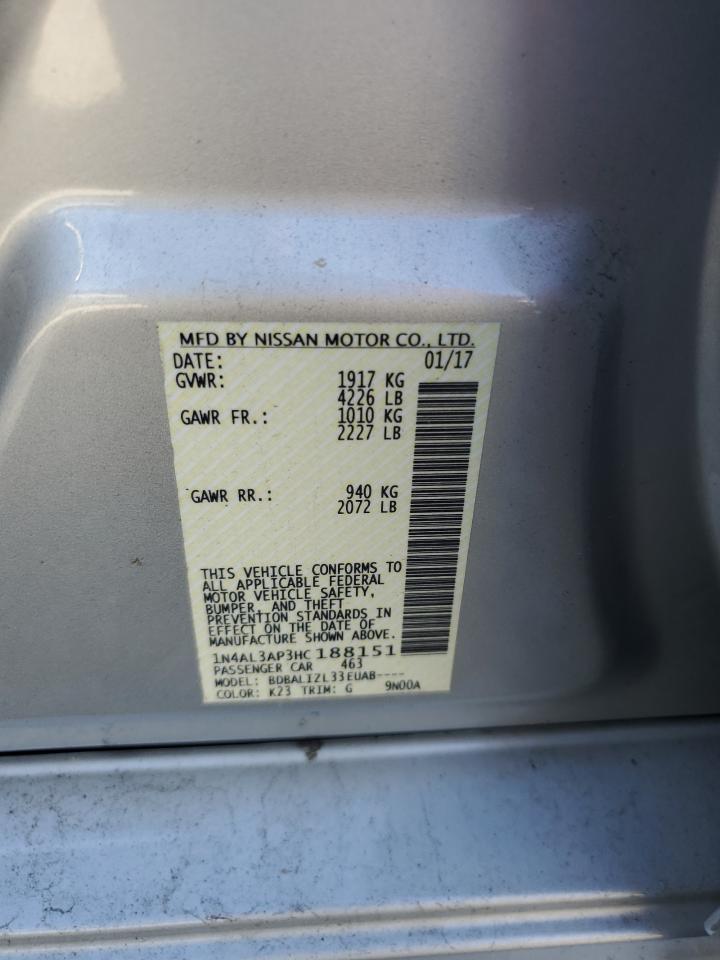 MFD BY NISSAN MOTOR CO., LTD.
DATE: 01/17
GVWR: 1917 KG
4226 LB
GAWR FR.: 1010 KG
2227 LB
GAWR RR.: 940 KG
2072 LB
THIS VEHICLE CONFORMS TO
ALL APPLICABLE FEDERAL
MOTOR VEHICLE SAFETY,
BUMPER, AND THEFT
PREVENTION STANDARDS IN
EFFECT ON THE DATE OF
MANUFACTURE SHOWN ABOVE.
1N4AL3AP3HC188151
PASSENGER CAR 463
MODEL: BDBALIZL33EUAB----
COLOR: K23 TRIM: G 9N00A